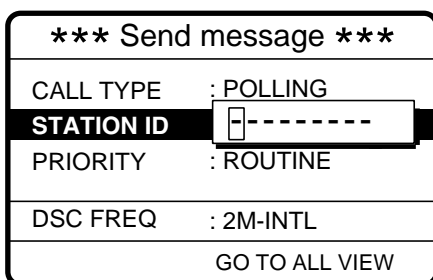 *** Send message ***
CALL TYPE : POLLING
STATION ID ---------
PRIORITY : ROUTINE
DSC FREQ : 2M-INTL
GO TO ALL VIEW